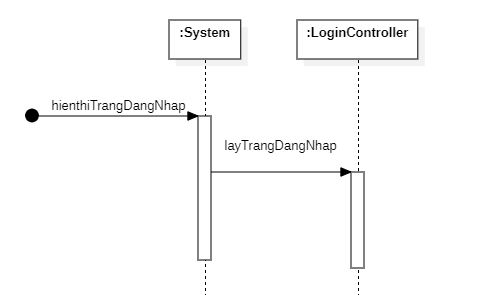 :System
:LoginController
hienthiTrangDangNhap
layTrangDangNhap